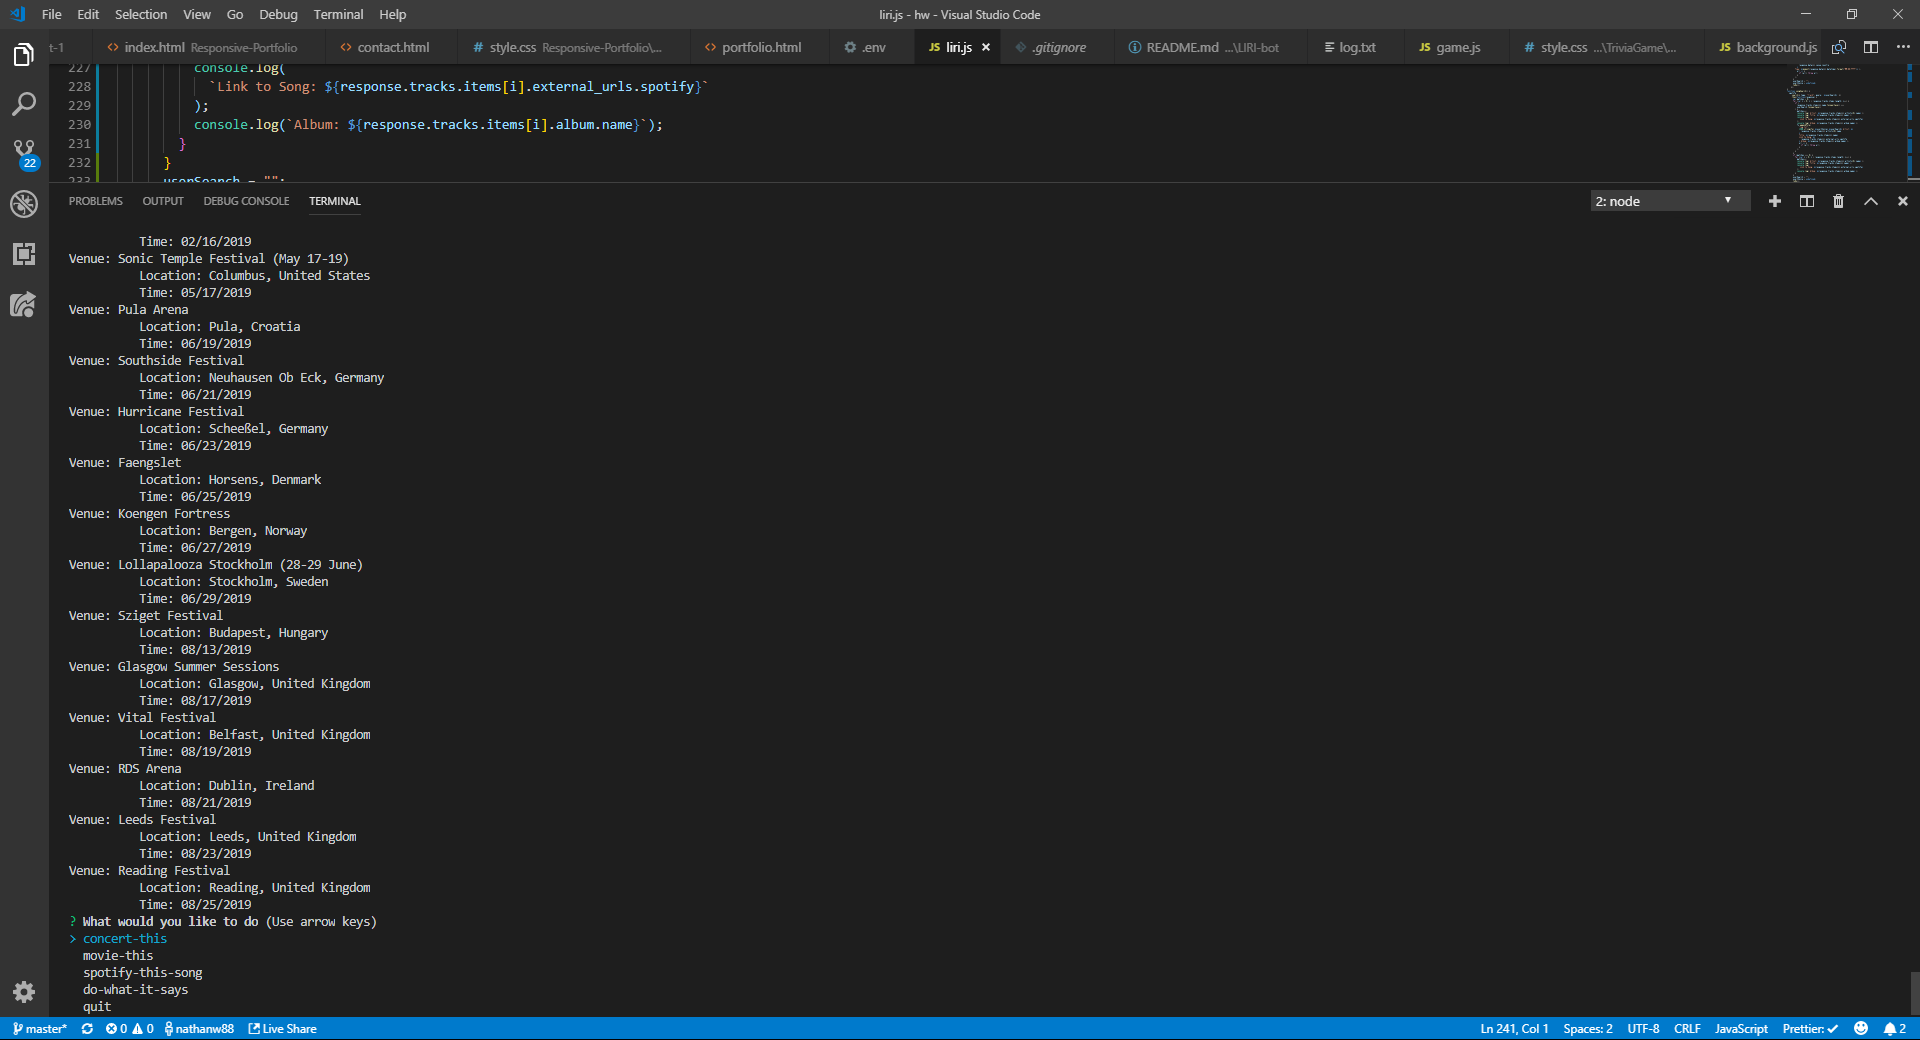 File Edit Selection View Go Debug Terminal Help
liri.js - hw - Visual Studio Code
t-1
index.html Responsive-Portfolio
contact.html
style.css Responsive-Portfolio\...
portfolio.html
.env
liri.js
.gitignore
README.md ...\LIRI-bot
log.txt
JS game.js
style.css ...\TriviaGame\...
JS background.js
227 console.log(
228 `Link to Song: ${response.tracks.items[i].external_urls.spotify}`
229 );
230 console.log(`Album: ${response.tracks.items[i].album.name}`);
231 }
232 }
233 userSearch = "";
22
PROBLEMS OUTPUT DEBUG CONSOLE TERMINAL
2: node
Time: 02/16/2019
Venue: Sonic Temple Festival (May 17-19)
Location: Columbus, United States
Time: 05/17/2019
Venue: Pula Arena
Location: Pula, Croatia
Time: 06/19/2019
Venue: Southside Festival
Location: Neuhausen Ob Eck, Germany
Time: 06/21/2019
Venue: Hurricane Festival
Location: Scheeßel, Germany
Time: 06/23/2019
Venue: Faengslet
Location: Horsens, Denmark
Time: 06/25/2019
Venue: Koengen Fortress
Location: Bergen, Norway
Time: 06/27/2019
Venue: Lollapalooza Stockholm (28-29 June)
Location: Stockholm, Sweden
Time: 06/29/2019
Venue: Sziget Festival
Location: Budapest, Hungary
Time: 08/13/2019
Venue: Glasgow Summer Sessions
Location: Glasgow, United Kingdom
Time: 08/17/2019
Venue: Vital Festival
Location: Belfast, United Kingdom
Time: 08/19/2019
Venue: RDS Arena
Location: Dublin, Ireland
Time: 08/21/2019
Venue: Leeds Festival
Location: Leeds, United Kingdom
Time: 08/23/2019
Venue: Reading Festival
Location: Reading, United Kingdom
Time: 08/25/2019
? What would you like to do (Use arrow keys)
> concert-this
movie-this
spotify-this-song
do-what-it-says
quit
master* 0 0 nathanw88 Live Share
Ln 241, Col 1 Spaces: 2 UTF-8 CRLF JavaScript Prettier: ✓ 2